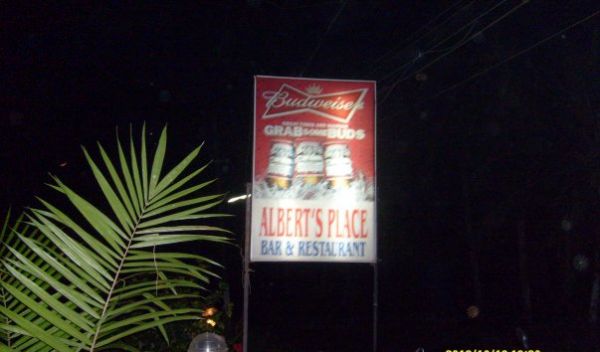 Budweiser
GRAB SOME BUDS
ALBERT'S PLACE
BAR & RESTAURANT